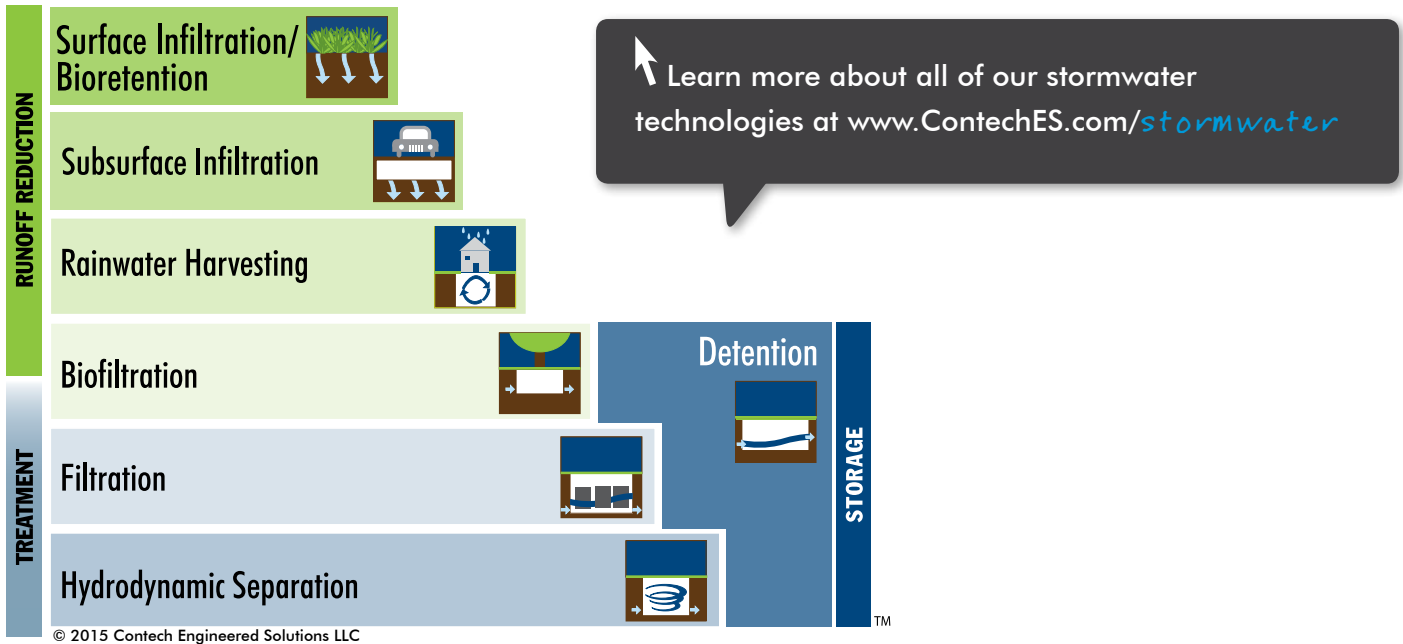 RUNOFF REDUCTION
TREATMENT
Surface Infiltration/
Bioretention
Subsurface Infiltration
Rainwater Harvesting
Biofiltration
Filtration
Hydrodynamic Separation
Detention
STORAGE
TM
Learn more about all of our stormwater
technologies at www.ContechES.com/stormwater
© 2015 Contech Engineered Solutions LLC